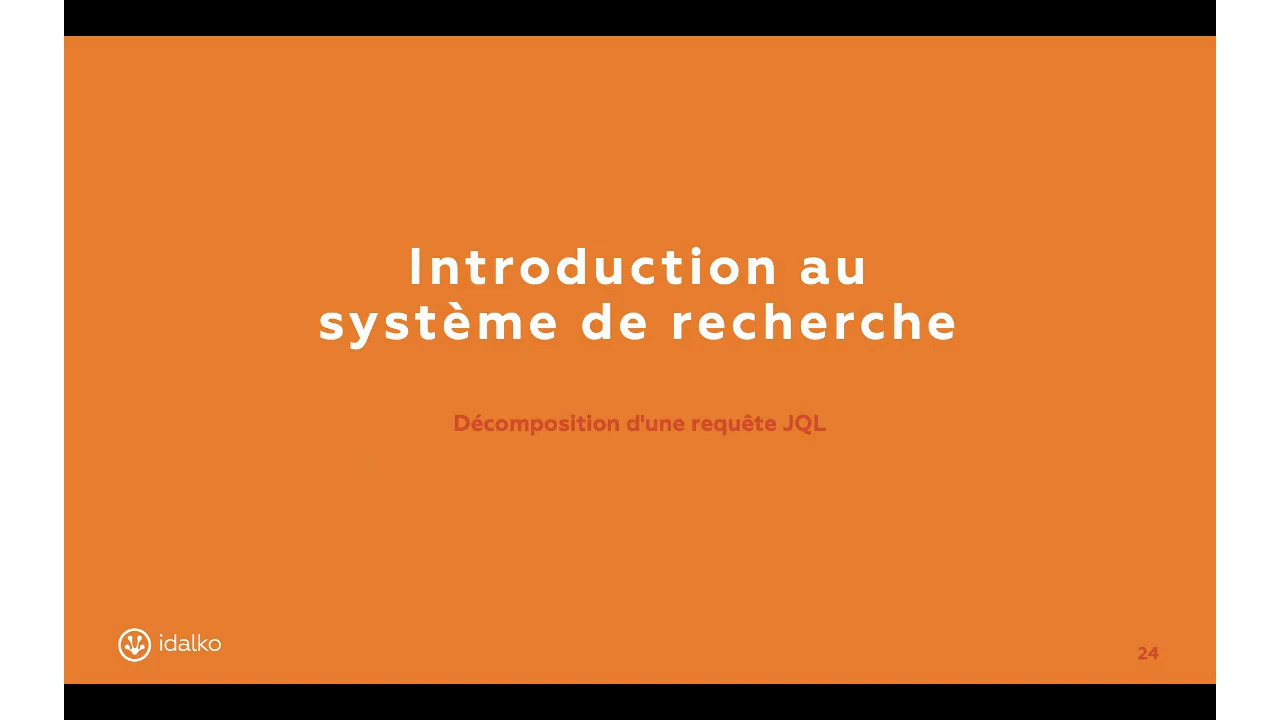 Introduction au
système de recherche
Décomposition d'une requête JQL
idalko
24